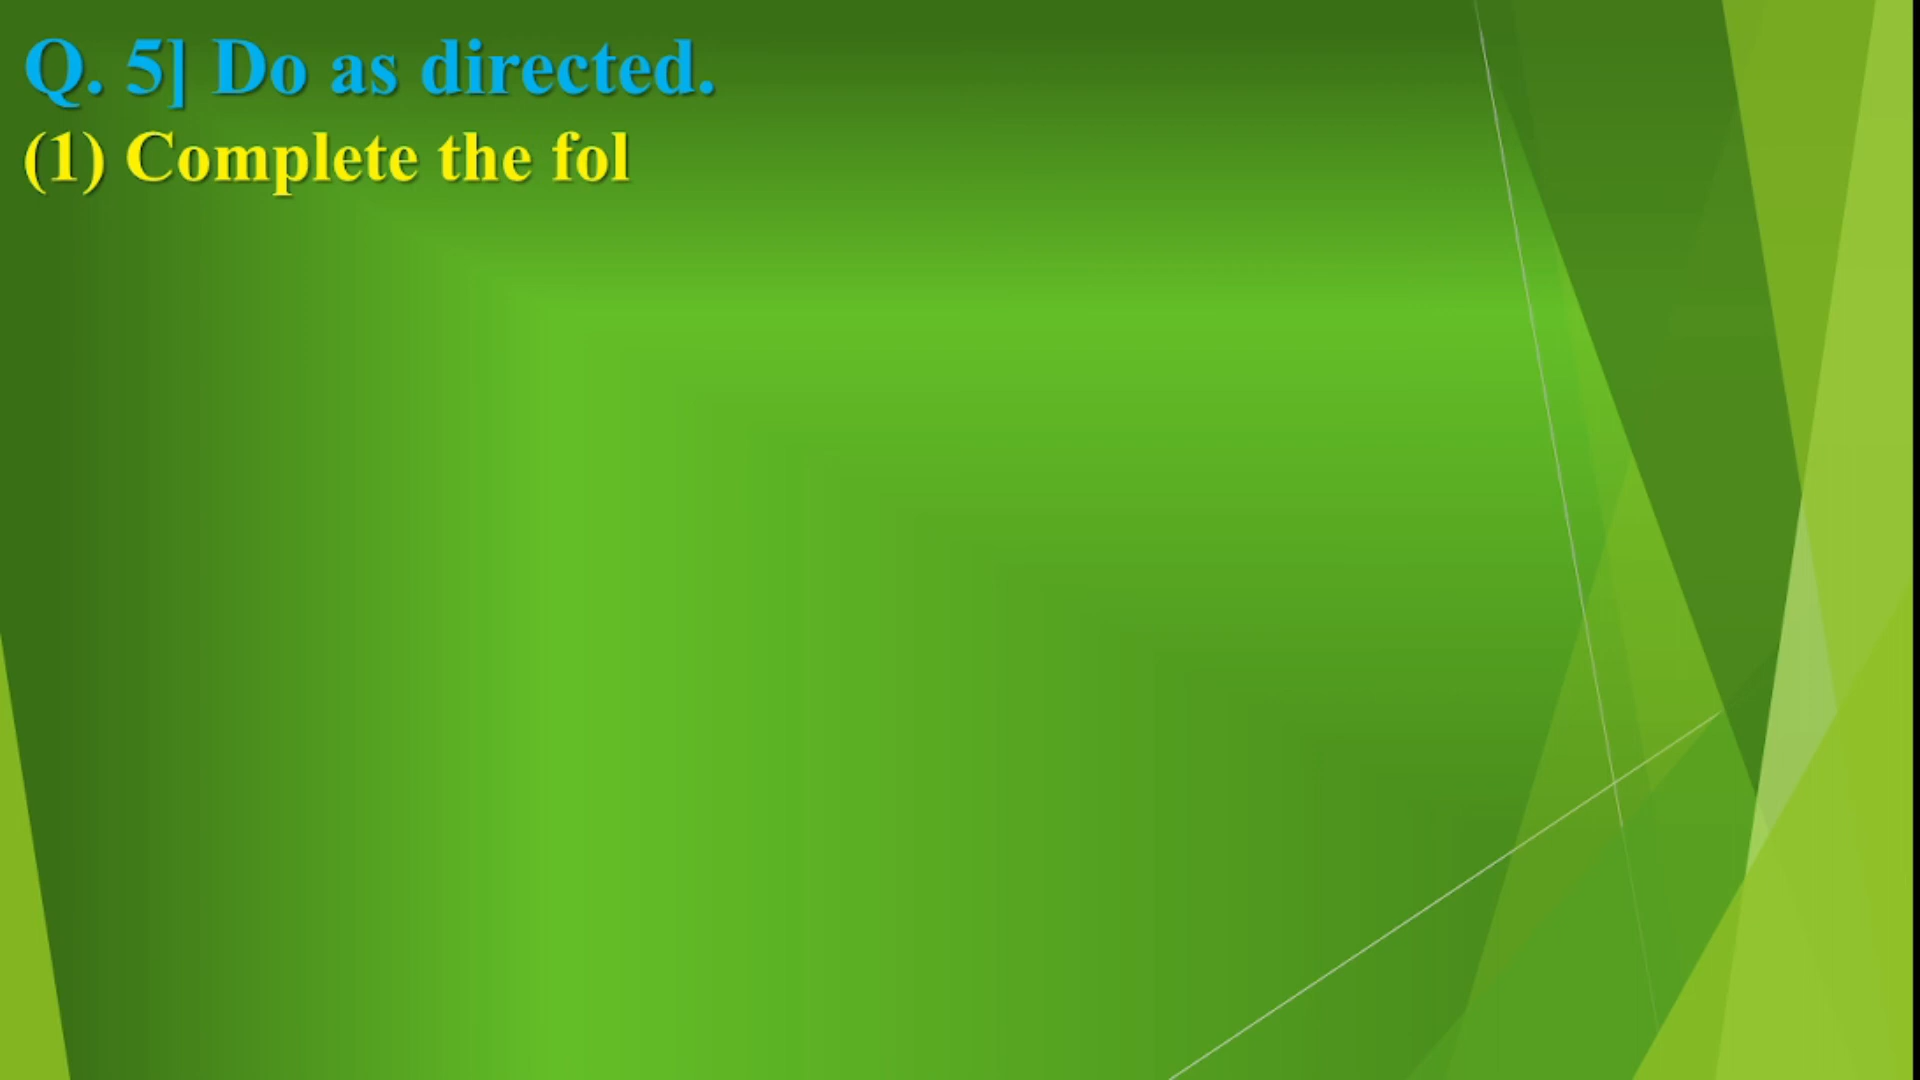 Q. 5] Do as directed.
(1) Complete the fol